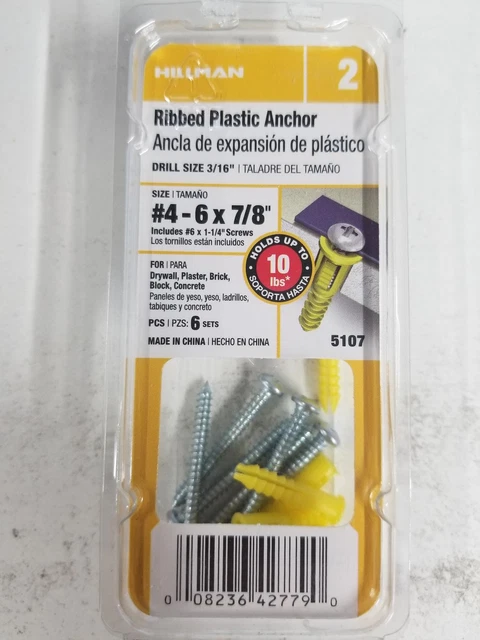 HILLMAN
2
Ribbed Plastic Anchor
Ancla de expansión de plástico
DRILL SIZE 3/16" | TALADRE DEL TAMAÑO
SIZE | TAMAÑO
#4 - 6 x 7/8"
Includes #6 x 1-1/4" Screws
Los tornillos están incluidos
FOR | PARA
Drywall, Plaster, Brick,
Block, Concrete
Paneles de yeso, yeso, ladrillos,
tabiques y concreto
PCS | PZS: 6 SETS
MADE IN CHINA | HECHO EN CHINA
HOLDS UP TO
10
lbs*
SOPORTA HASTA
5107
0 08236 42779 0